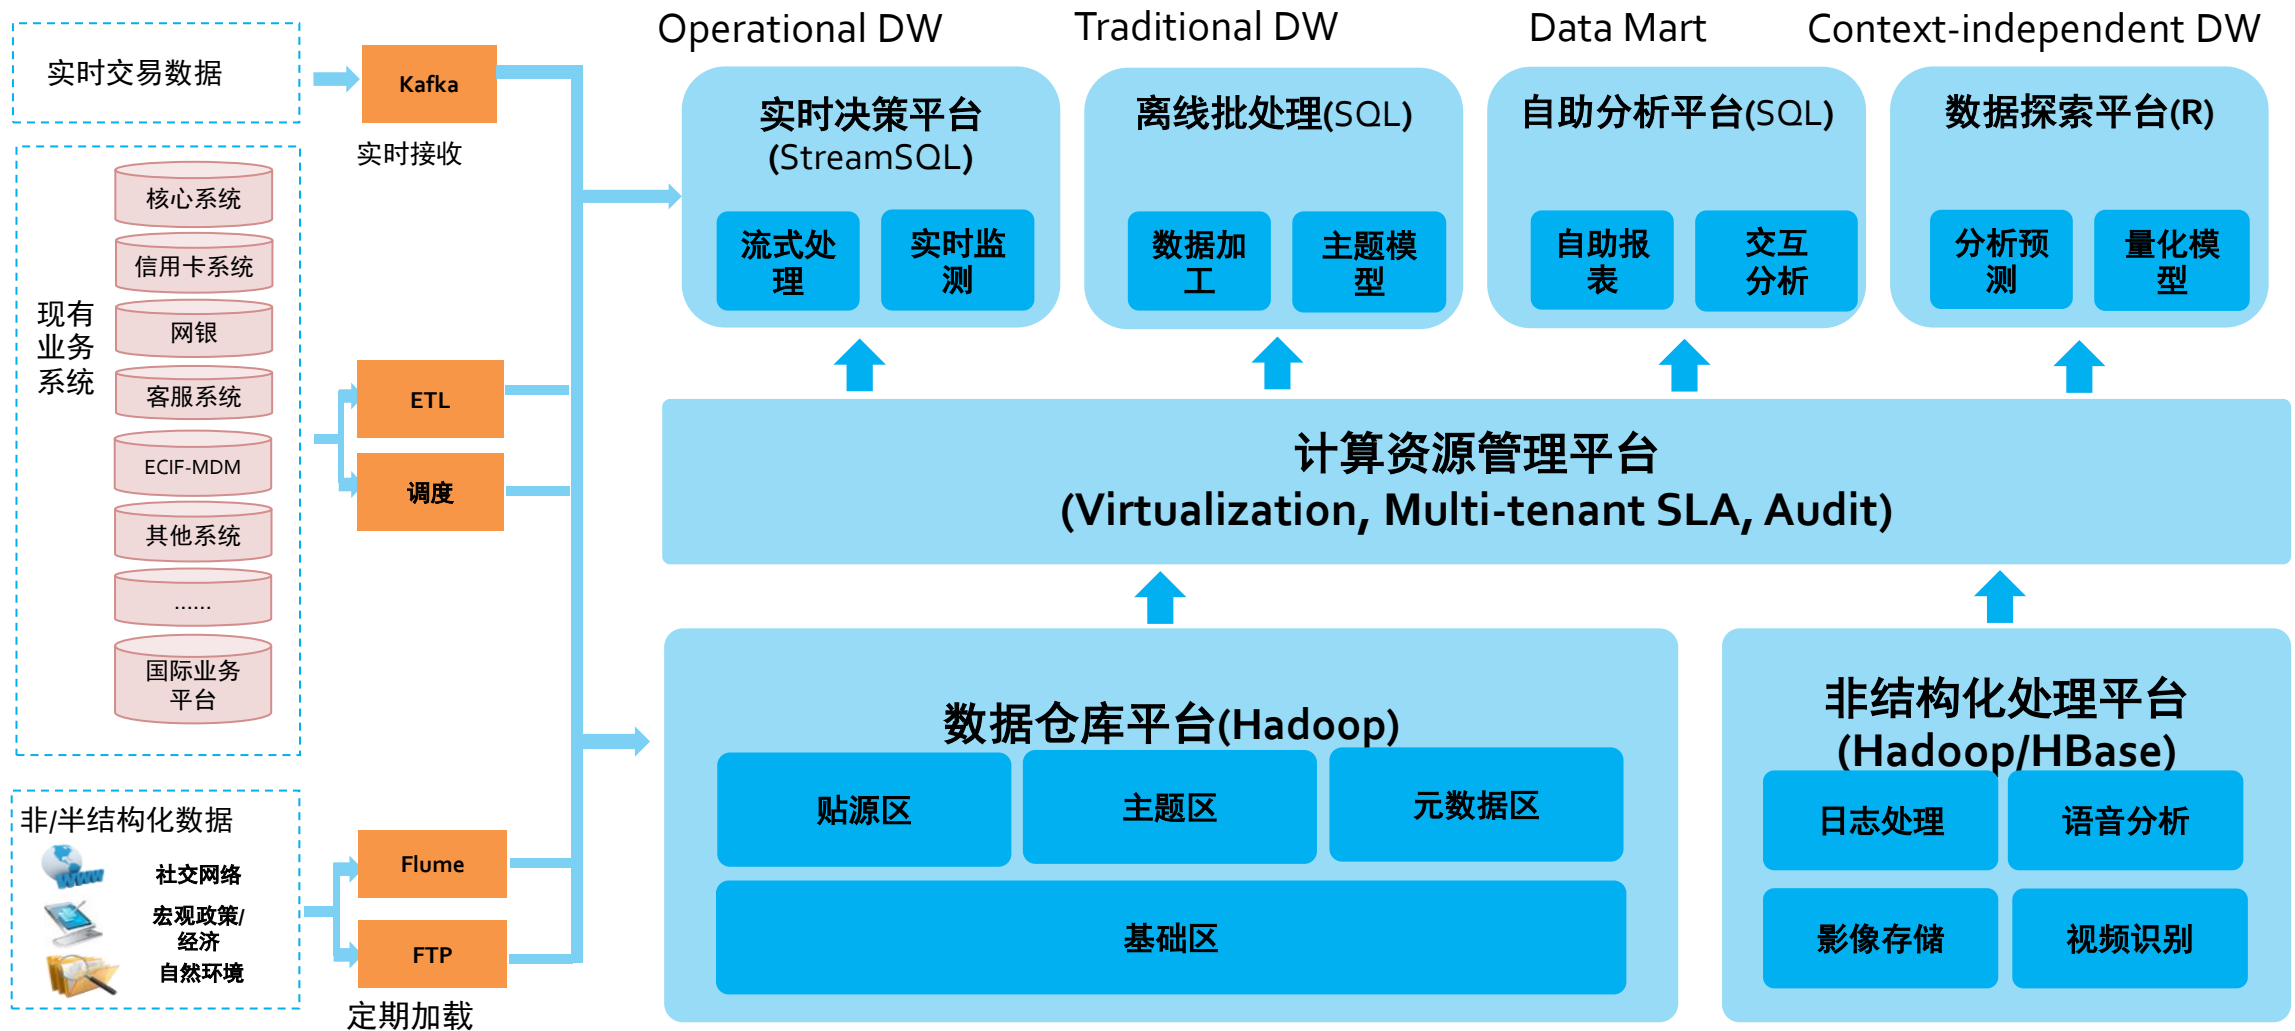 Operational DW
Traditional DW
Data Mart
Context-independent DW
实时交易数据
Kafka
实时接收
现有
业务
系统
核心系统
信用卡系统
网银
客服系统
ECIF-MDM
其他系统
......
国际业务
平台
ETL
调度
非/半结构化数据
www
社交网络
宏观政策/
经济
自然环境
Flume
FTP
定期加载
实时决策平台
(StreamSQL)
流式处
理
实时监
测
离线批处理(SQL)
数据加
工
主题模
型
自助分析平台(SQL)
自助报
表
交互
分析
数据探索平台(R)
分析预
测
量化模
型
计算资源管理平台
(Virtualization, Multi-tenant SLA, Audit)
数据仓库平台(Hadoop)
贴源区
主题区
元数据区
基础区
非结构化处理平台
(Hadoop/HBase)
日志处理
语音分析
影像存储
视频识别